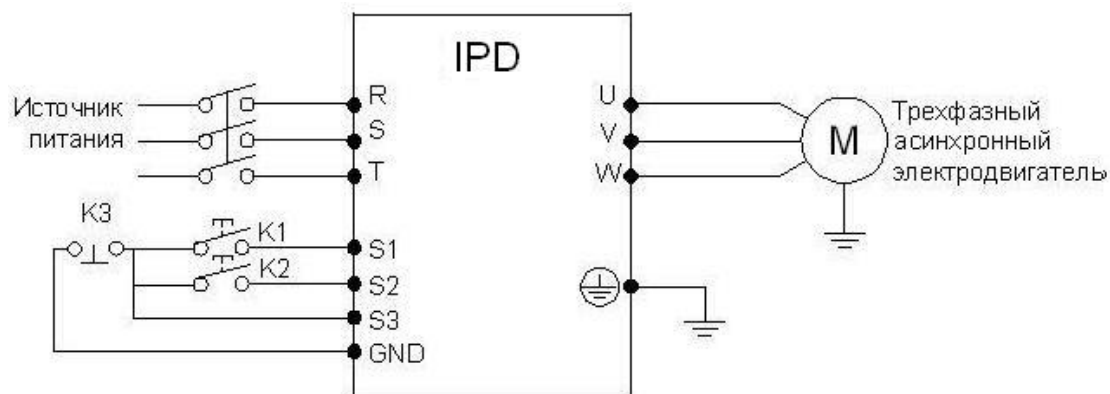 IPD
Источник
питания
R
S
T
U
V
W
M
Трехфазный
асинхронный
электродвигатель
K3
K1
K2
S1
S2
S3
GND